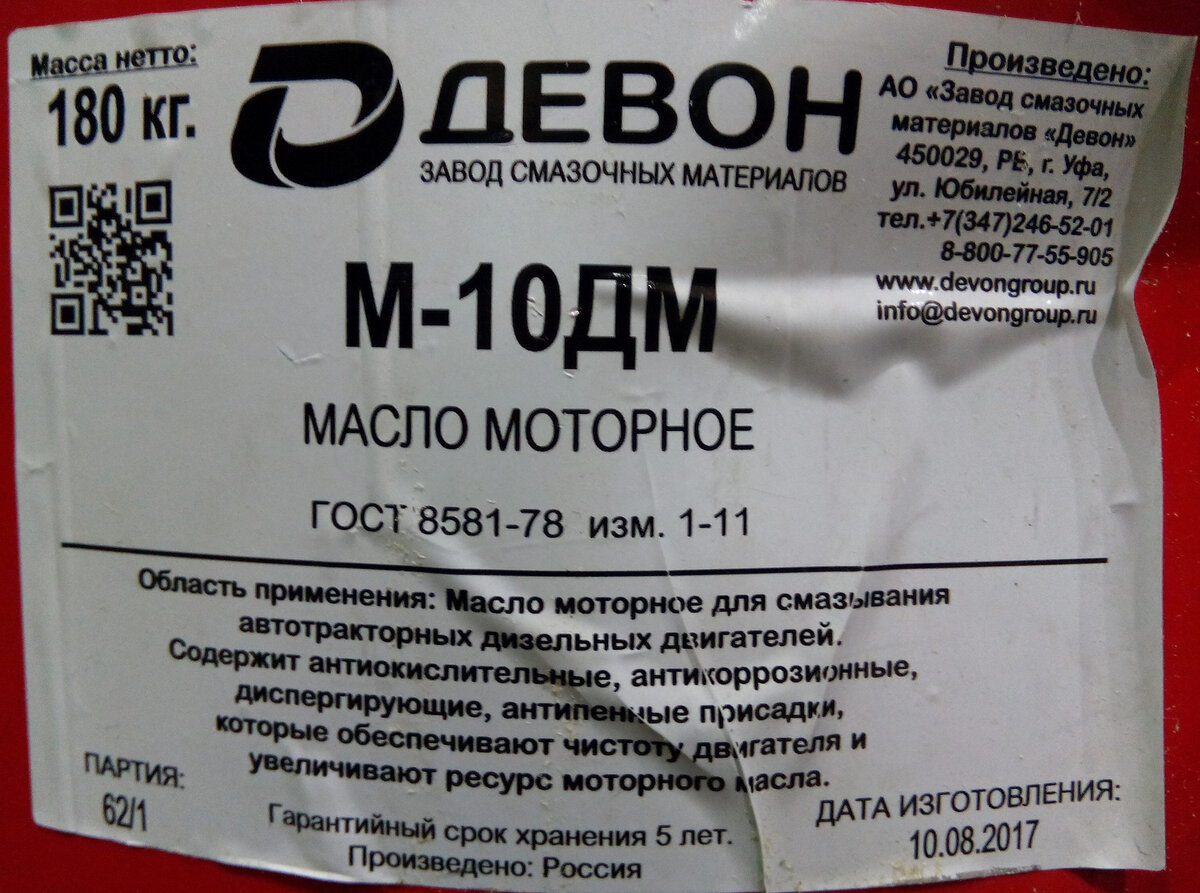 Масса нетто:
180 кг.
ДЕВОН
ЗАВОД СМАЗОЧНЫХ МАТЕРИАЛОВ
Произведено:
АО «Завод смазочных
материалов «Девон»
450029, РБ, г. Уфа,
ул. Юбилейная, 7/2
тел.+7(347)246-52-01
8-800-77-55-905
www.devongroup.ru
info@devongroup.ru
М-10ДМ
МАСЛО МОТОРНОЕ
ГОСТ 8581-78 изм. 1-11
Область применения: Масло моторное для смазывания
автотракторных дизельных двигателей.
Содержит антиокислительные, антикоррозионные,
диспергирующие, антипенные присадки,
которые обеспечивают чистоту двигателя и
увеличивают ресурс моторного масла.
ПАРТИЯ:
62/1
Гарантийный срок хранения 5 лет.
Произведено: Россия
ДАТА ИЗГОТОВЛЕНИЯ:
10.08.2017